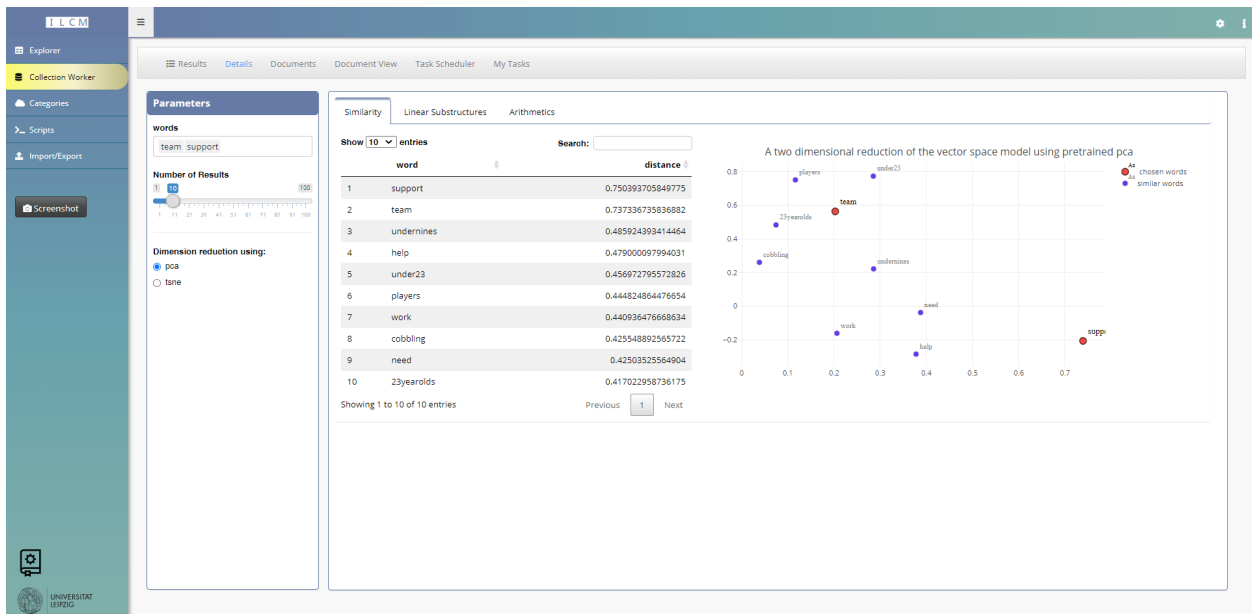 ILCM
Explorer
Collection Worker
Categories
Scripts
Import/Export
Screenshot
UNIVERSITAT
LEIPZIG
Results Details Documents Document View Task Scheduler My Tasks
Parameters
words
team support
Number of Results
1 10 100
1 11 21 31 41 51 61 71 81 91 100
Dimension reduction using:
pca
tsne
Similarity Linear Substructures Arithmetics
Show 10 entries Search:
word distance
1 support 0.750393705849775
2 team 0.737336735836882
3 undernines 0.485924393414464
4 help 0.479000097994031
5 under23 0.456972795572826
6 players 0.444824864476654
7 work 0.440936476668634
8 cobbling 0.425548892565722
9 need 0.42503525564904
10 23yearolds 0.417022958736175
Showing 1 to 10 of 10 entries Previous 1 Next
A two dimensional reduction of the vector space model using pretrained pca
Aa chosen words
Aa similar words
0.8
0.6
0.4
0.2
0
−0.2
players
under23
team
23yearolds
cobbling
undernines
need
work
help
suppo
0 0.1 0.2 0.3 0.4 0.5 0.6 0.7